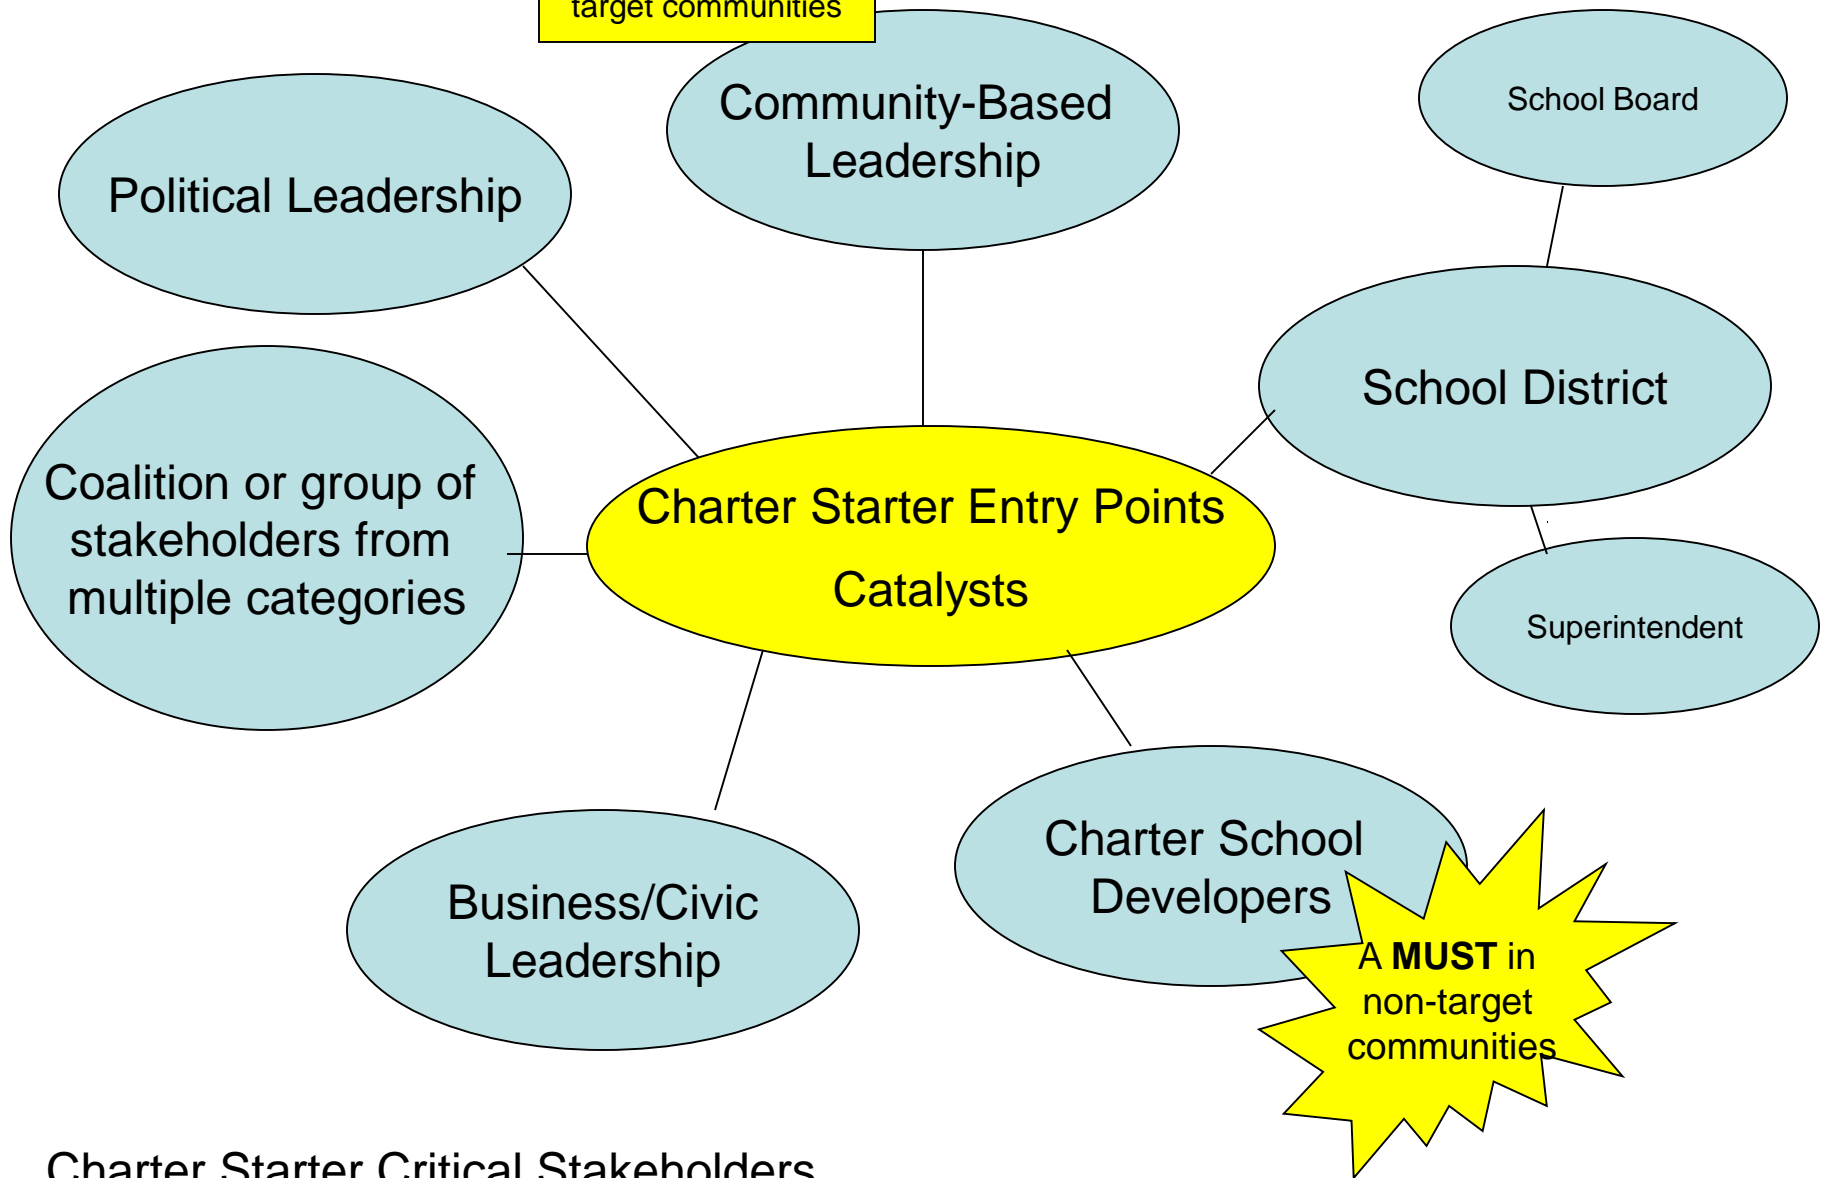 target communities
Community-Based
Leadership
School Board
Political Leadership
School District
Coalition or group of
stakeholders from
multiple categories
Charter Starter Entry Points
Catalysts
Superintendent
Charter School
Developers
Business/Civic
Leadership
A MUST in
non-target
communities
Charter Starter Critical Stakeholders